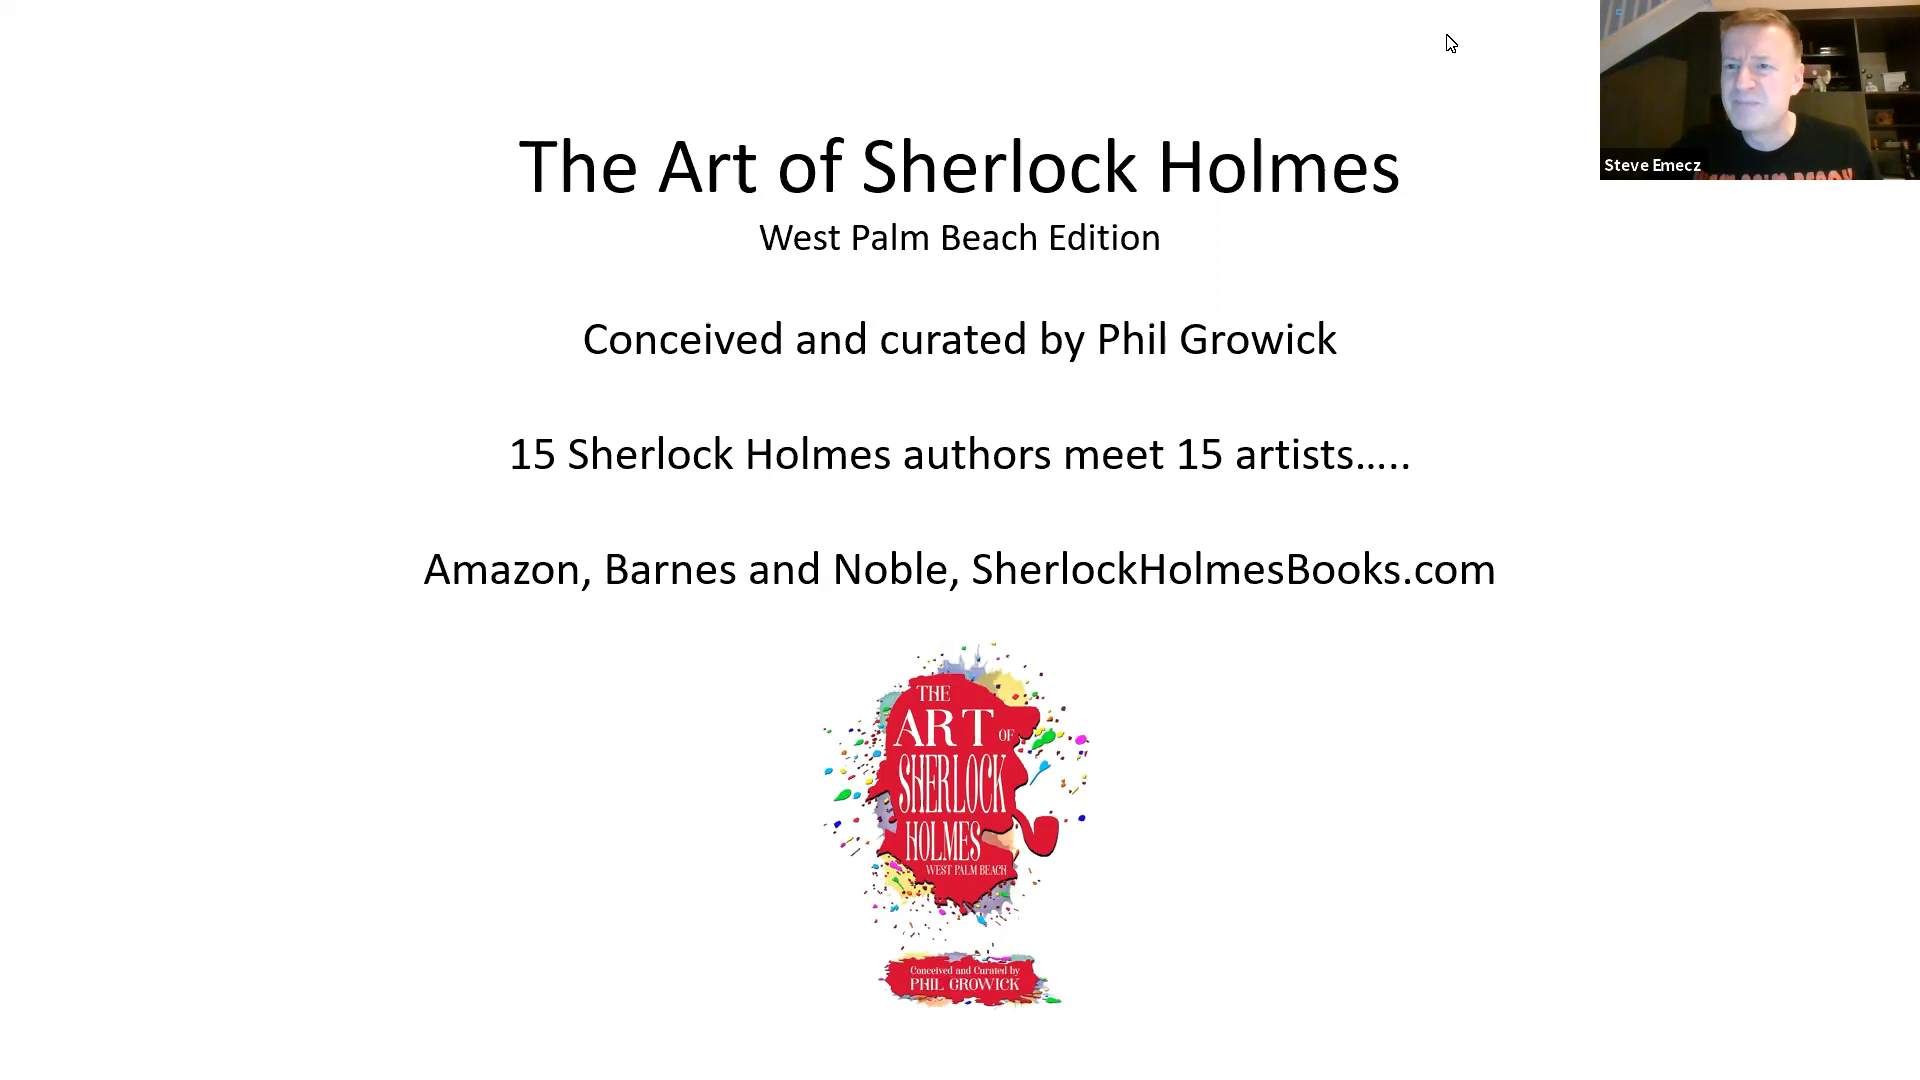 The Art of Sherlock Holmes
West Palm Beach Edition
Conceived and curated by Phil Growick
15 Sherlock Holmes authors meet 15 artists.....
Amazon, Barnes and Noble, SherlockHolmesBooks.com
THE
ART OF
SHERLOCK
HOLMES
WEST PALM BEACH
Conceived and Curated by
PHIL GROWICK
Steve Emecz